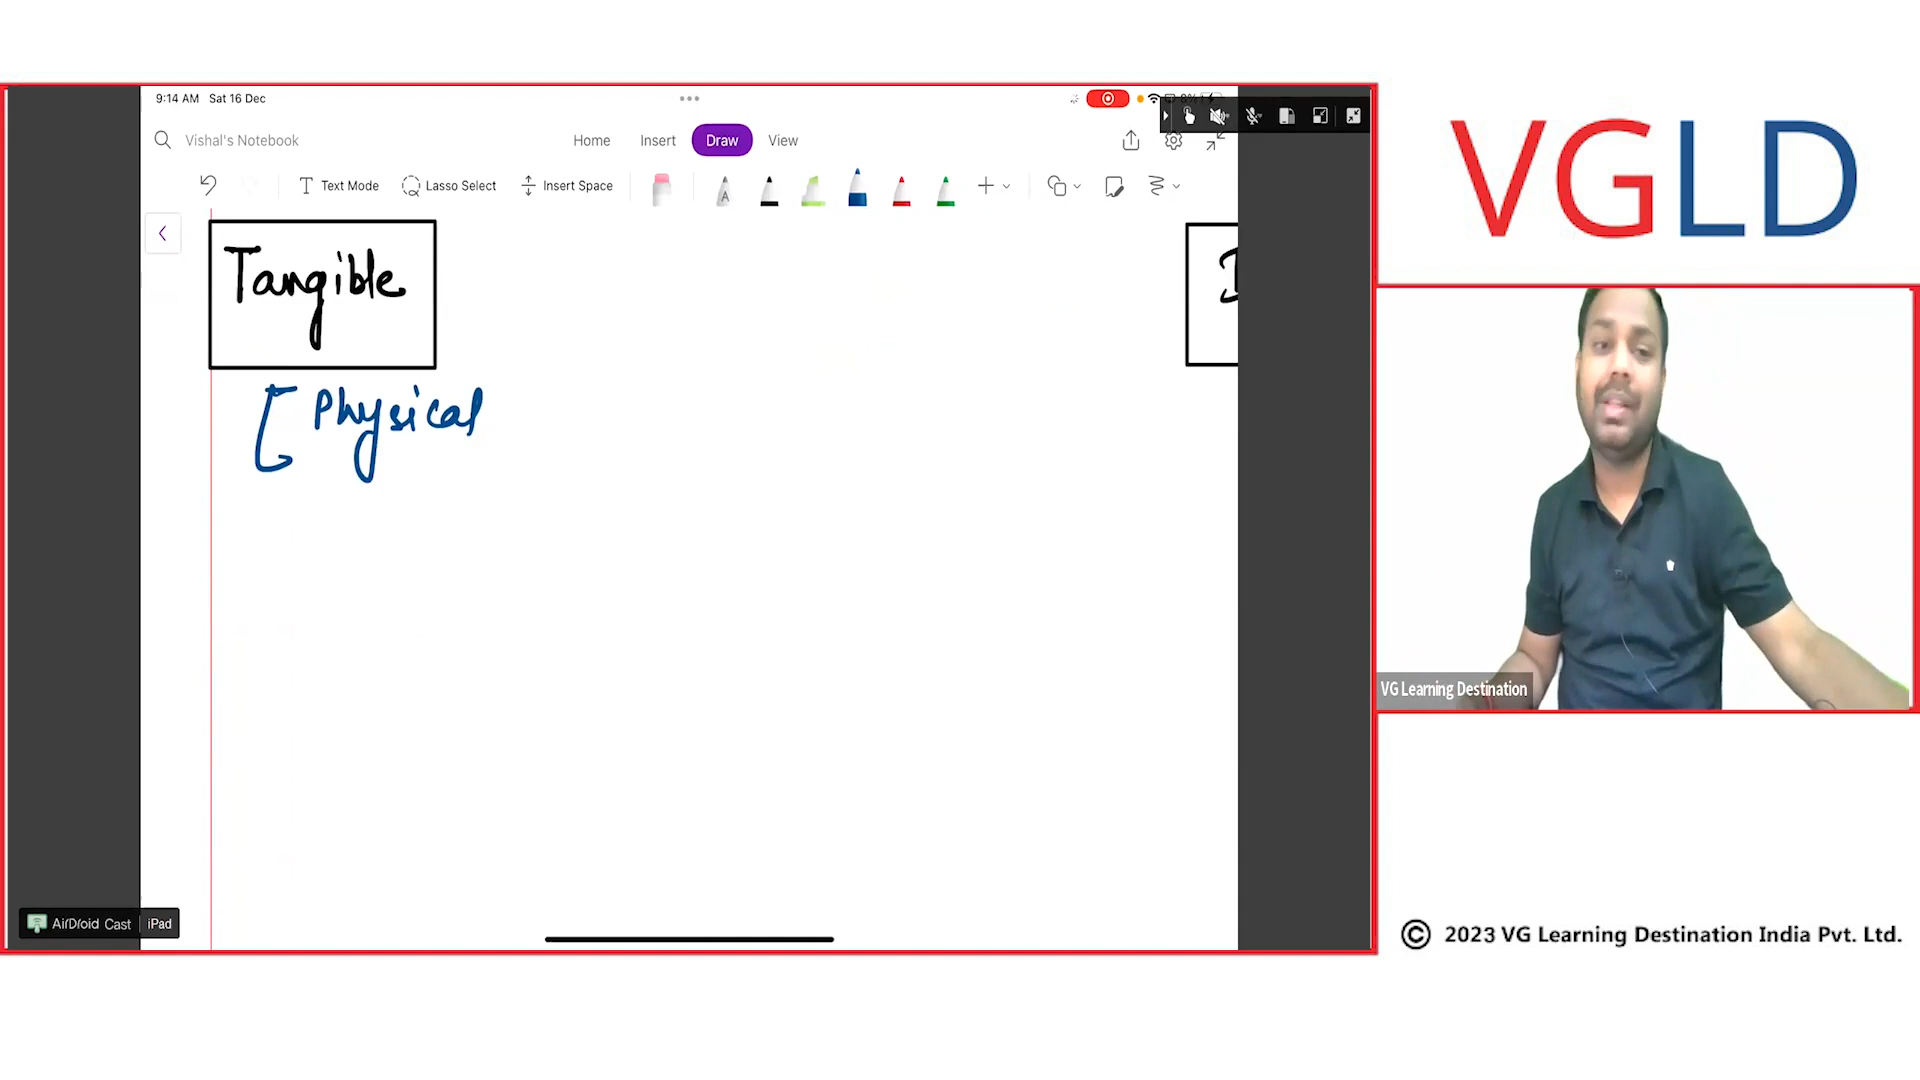 9:14 AM Sat 16 Dec
8%
Vishal's Notebook
Home Insert Draw View
Text Mode Lasso Select Insert Space
Tangible
Physical
VGLD
VG Learning Destination
AirDroid Cast iPad
© 2023 VG Learning Destination India Pvt. Ltd.